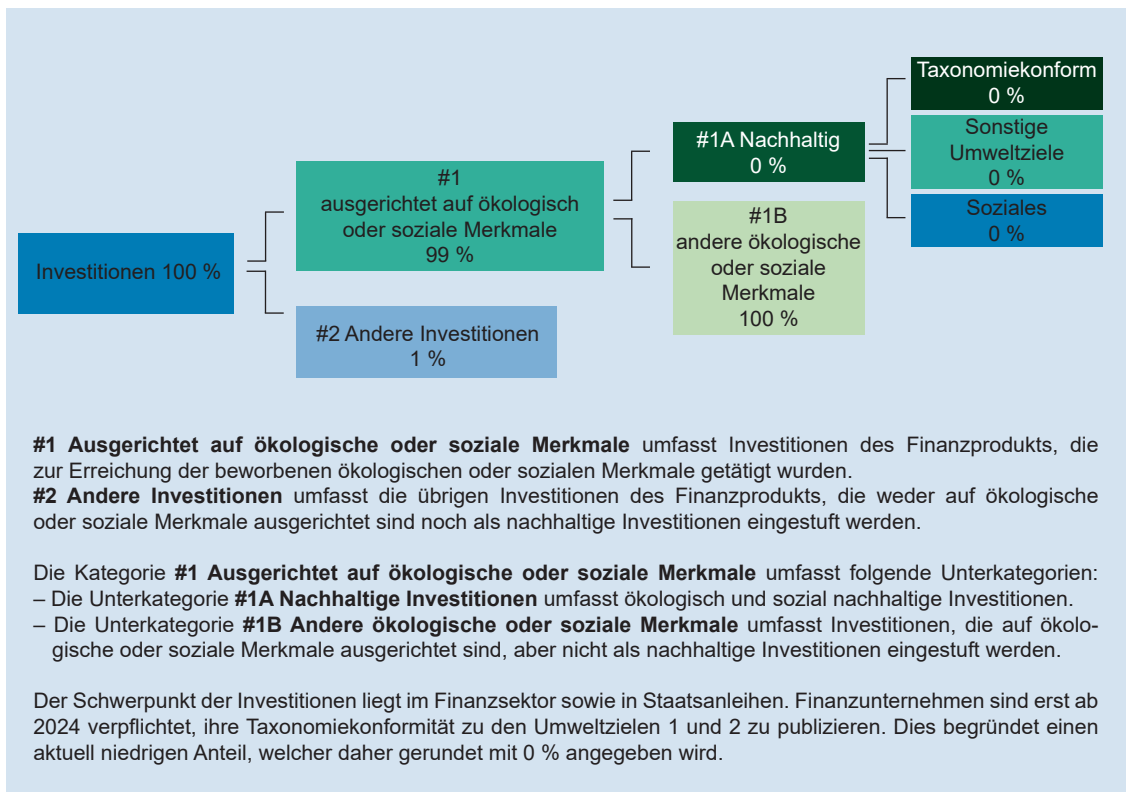 Investitionen 100 %
#1
ausgerichtet auf ökologisch
oder soziale Merkmale
99 %
#2 Andere Investitionen
1 %
#1A Nachhaltig
0 %
#1B
andere ökologische
oder soziale
Merkmale
100 %
Taxonomiekonform
0 %
Sonstige
Umweltziele
0 %
Soziales
0 %
#1 Ausgerichtet auf ökologische oder soziale Merkmale umfasst Investitionen des Finanzprodukts, die
zur Erreichung der beworbenen ökologischen oder sozialen Merkmale getätigt wurden.
#2 Andere Investitionen umfasst die übrigen Investitionen des Finanzprodukts, die weder auf ökologische
oder soziale Merkmale ausgerichtet sind noch als nachhaltige Investitionen eingestuft werden.
Die Kategorie #1 Ausgerichtet auf ökologische oder soziale Merkmale umfasst folgende Unterkategorien:
– Die Unterkategorie #1A Nachhaltige Investitionen umfasst ökologisch und sozial nachhaltige Investitionen.
– Die Unterkategorie #1B Andere ökologische oder soziale Merkmale umfasst Investitionen, die auf ökolo-
gische oder soziale Merkmale ausgerichtet sind, aber nicht als nachhaltige Investitionen eingestuft werden.
Der Schwerpunkt der Investitionen liegt im Finanzsektor sowie in Staatsanleihen. Finanzunternehmen sind erst ab
2024 verpflichtet, ihre Taxonomiekonformität zu den Umweltzielen 1 und 2 zu publizieren. Dies begründet einen
aktuell niedrigen Anteil, welcher daher gerundet mit 0 % angegeben wird.